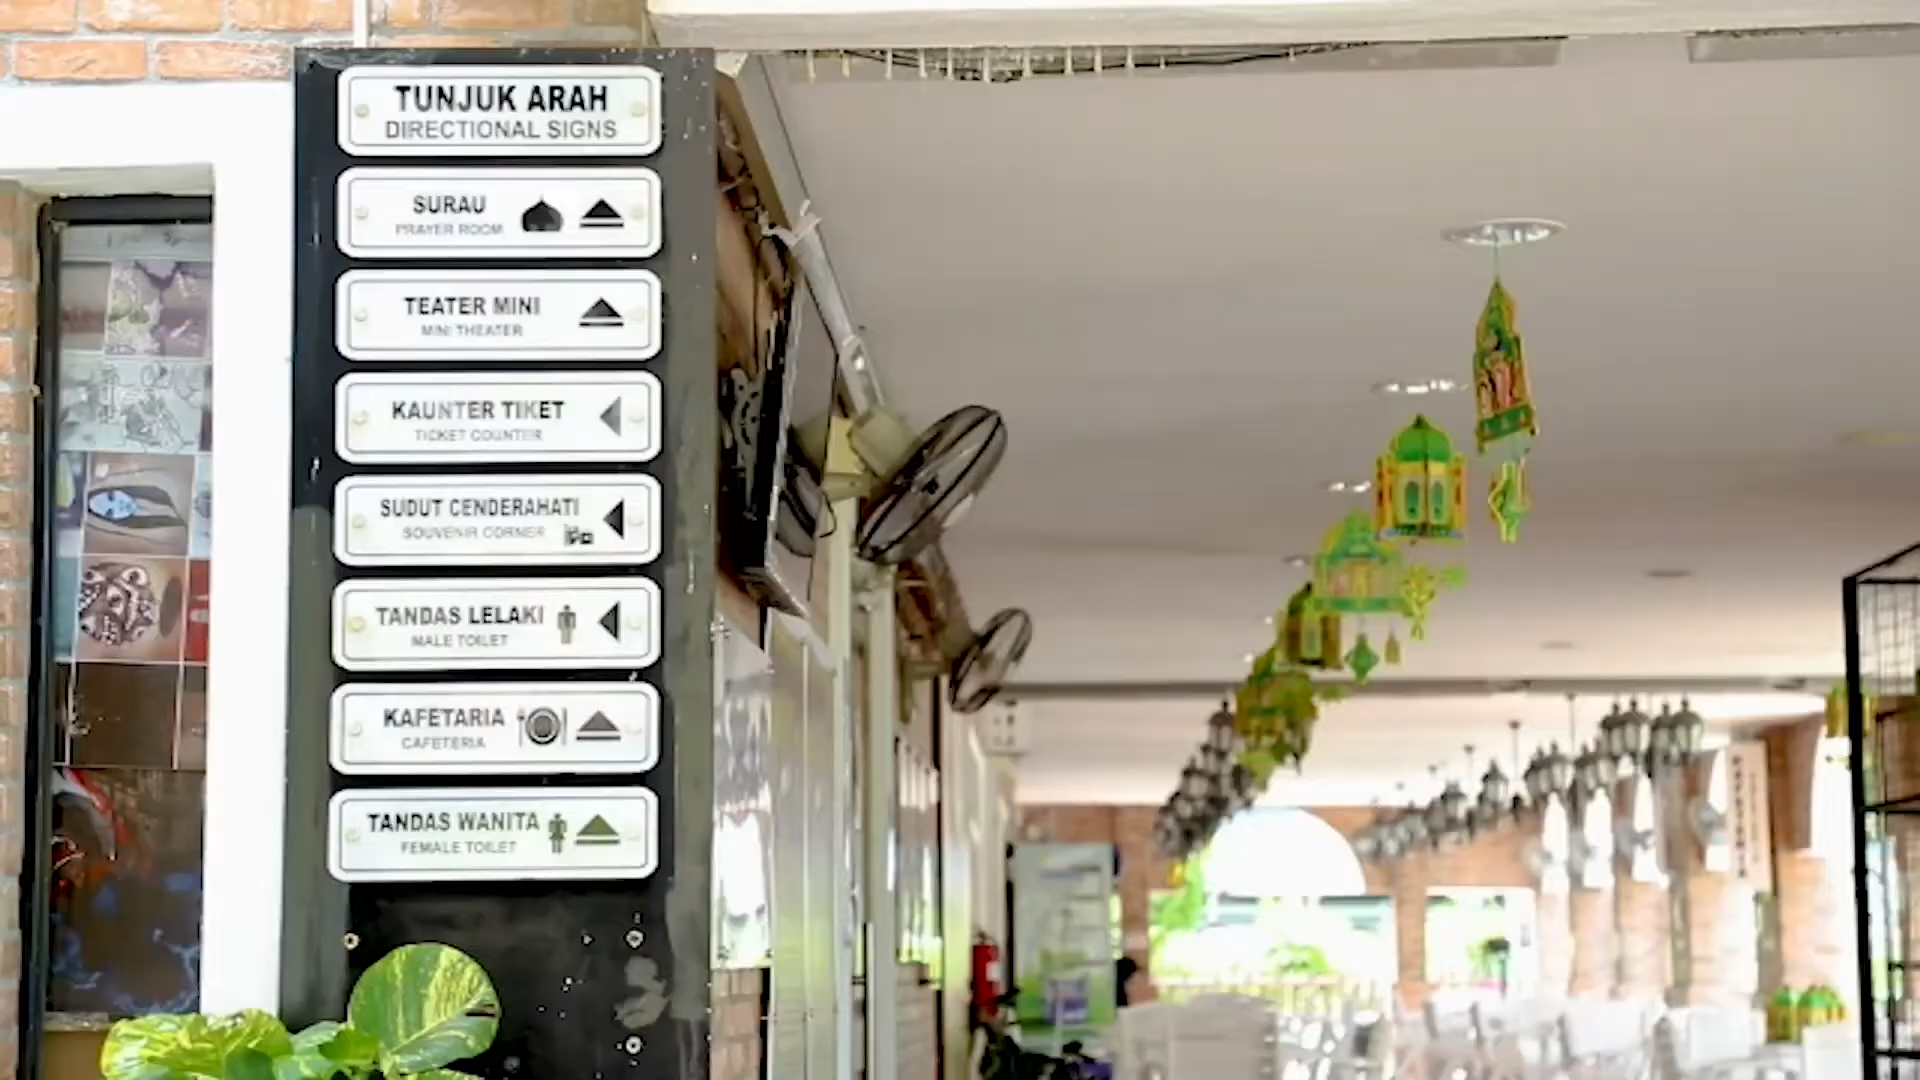 TUNJUK ARAH
DIRECTIONAL SIGNS
SURAU
PRAYER ROOM
TEATER MINI
MINI THEATER
KAUNTER TIKET
TICKET COUNTER
SUDUT CENDERAHATI
SOUVENIR CORNER
TANDAS LELAKI
MALE TOILET
KAFETARIA
CAFETERIA
TANDAS WANITA
FEMALE TOILET